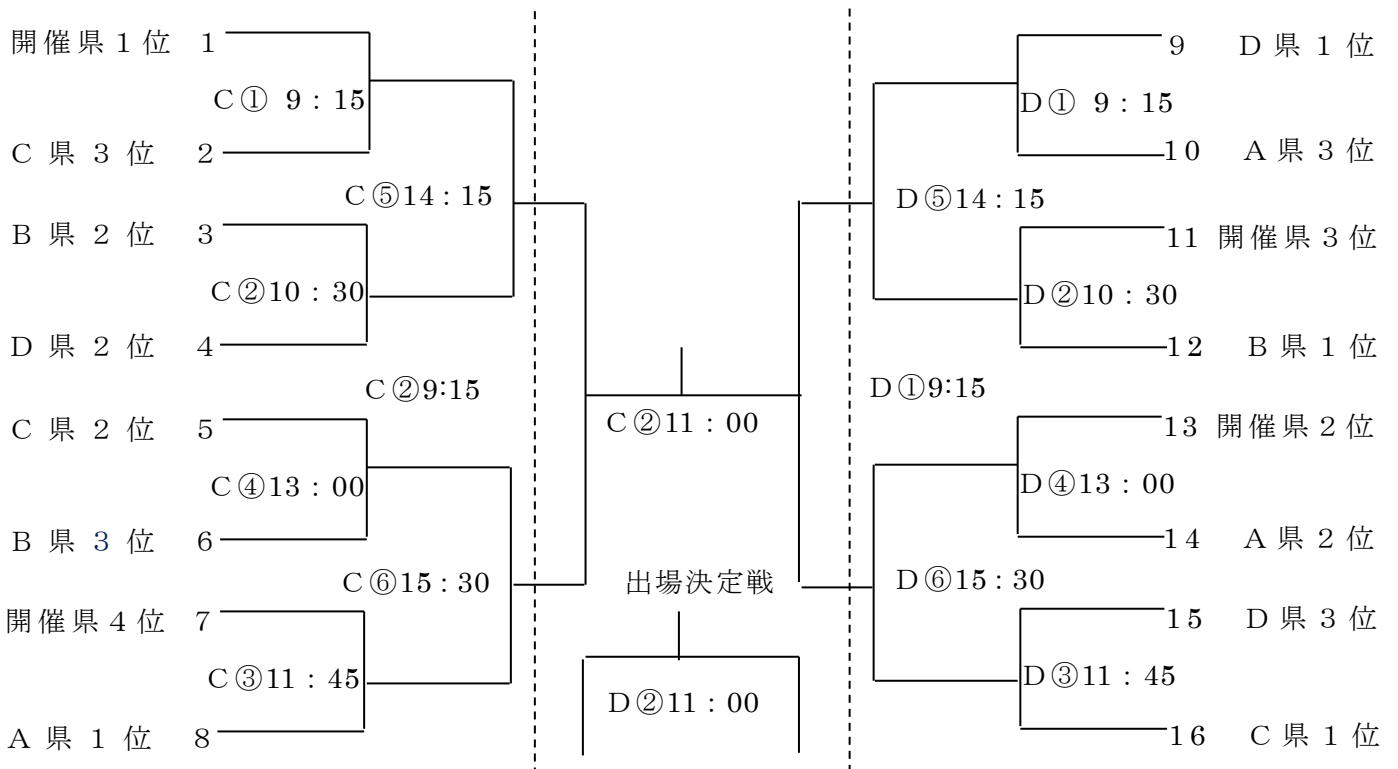 開催県１位 1
C① 9：15
C県３位 2
C⑤14：15
B県２位 3
C②10：30
D県２位 4
C②9:15
C県２位 5
C④13：00
B県３位 6
C⑥15：30
開催県４位 7
C③11：45
A県１位 8
C②11：00
出場決定戦
D②11：00
9 D県１位
D① 9：15
10 A県３位
D⑤14：15
11 開催県３位
D②10：30
12 B県１位
D①9:15
13 開催県２位
D④13：00
14 A県２位
D⑥15：30
15 D県３位
D③11：45
16 C県１位